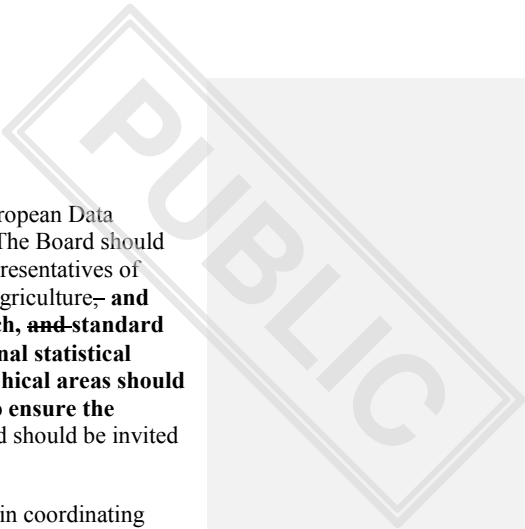 ropean Data
The Board should
resentatives of
griculture, and
ch, and standard
nal statistical
hical areas should
o ensure the
d should be invited
in coordinating
PUBLIC